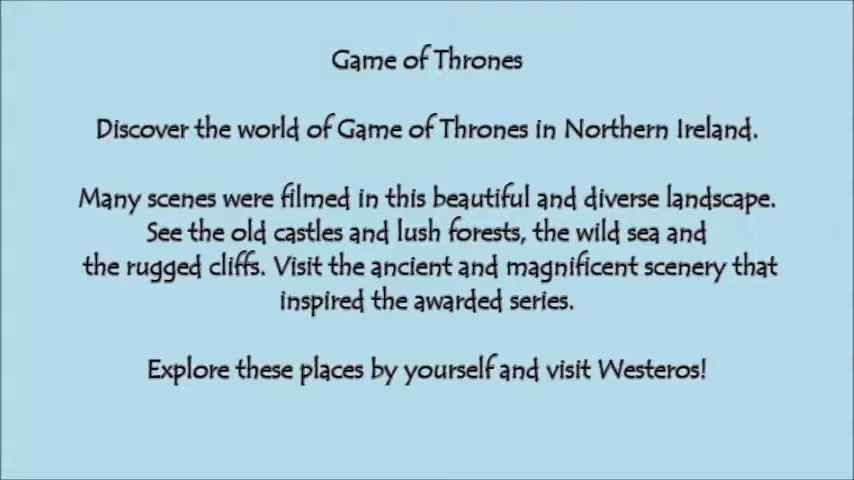 Game of Thrones
Discover the world of Game of Thrones in Northern Ireland.
Many scenes were filmed in this beautiful and diverse landscape.
See the old castles and lush forests, the wild sea and
the rugged cliffs. Visit the ancient and magnificent scenery that
inspired the awarded series.
Explore these places by yourself and visit Westeros!